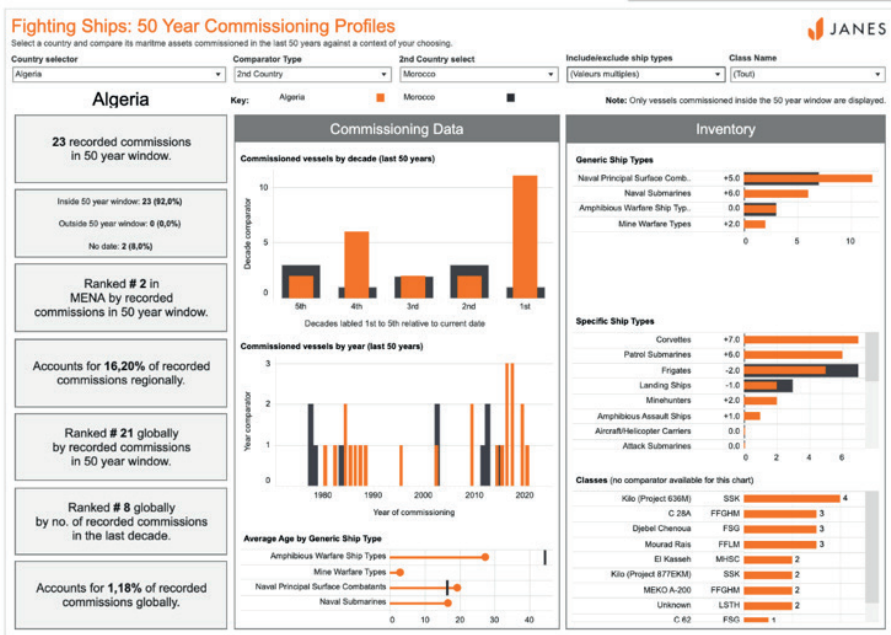 Fighting Ships: 50 Year Commissioning Profiles
JANES
Select a country and compare its maritime assets commissioned in the last 50 years against a context of your choosing.
Country selector
Comparator Type
2nd Country select
Include/exclude ship types
Class Name
Algeria
2nd Country
Morocco
(Valeurs multiples)
(Tout)
Algeria
Key:
Algeria
Morocco
Note: Only vessels commissioned inside the 50 year window are displayed.
23 recorded commissions
in 50 year window.
Inside 50 year window: 23 (92,0%)
Outside 50 year window: 0 (0,0%)
No date: 2 (8,0%)
Ranked # 2 in
MENA by recorded
commissions in 50 year window.
Accounts for 16,20% of recorded
commissions regionally.
Ranked # 21 globally
by recorded commissions
in 50 year window.
Ranked # 8 globally
by no. of recorded commissions
in the last decade.
Accounts for 1,18% of recorded
commissions globally.
Commissioning Data
Commissioned vessels by decade (last 50 years)
Decade comparator
10
5
0
5th
4th
3rd
2nd
1st
Decades labled 1st to 5th relative to current date
Commissioned vessels by year (last 50 years)
Year comparator
3
2
1
0
1980
1990
2000
2010
2020
Year of commissioning
Average Age by Generic Ship Type
Amphibious Warfare Ship Types
Mine Warfare Types
Naval Principal Surface Combatants
Naval Submarines
0
10
20
30
40
Inventory
Generic Ship Types
Naval Principal Surface Comb.. +5.0
Naval Submarines +6.0
Amphibious Warfare Ship Typ.. 0.0
Mine Warfare Types +2.0
0
5
10
Specific Ship Types
Corvettes +7.0
Patrol Submarines +6.0
Frigates -2.0
Landing Ships -1.0
Minehunters +2.0
Amphibious Assault Ships +1.0
Aircraft/Helicopter Carriers 0.0
Attack Submarines 0.0
0
2
4
6
Classes (no comparator available for this chart)
Kilo (Project 636M) SSK 4
C 28A FFGHM 3
Djebel Chenoua FSG 3
Mourad Rais FFLM 3
El Kasseh MHSC 2
Kilo (Project 877EKM) SSK 2
MEKO A-200 FFGHM 2
Unknown LSTH 2
C 62 FSG 1